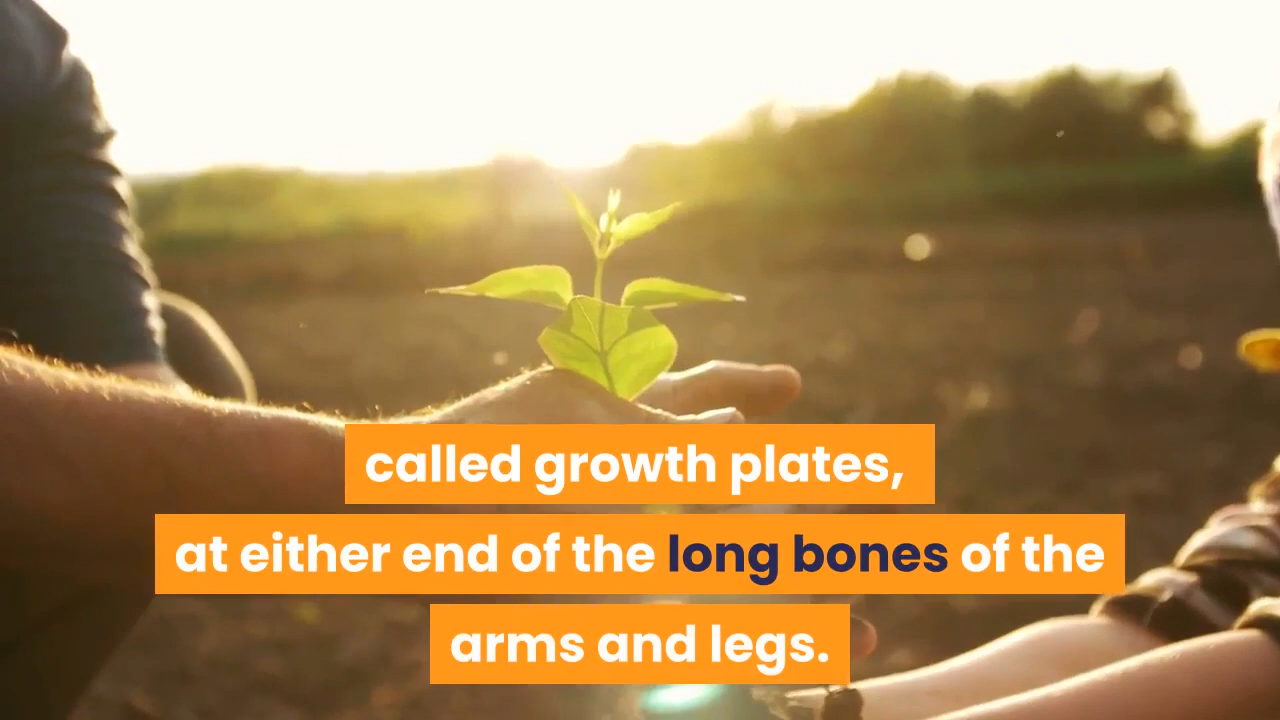 called growth plates,
at either end of the long bones of the
arms and legs.